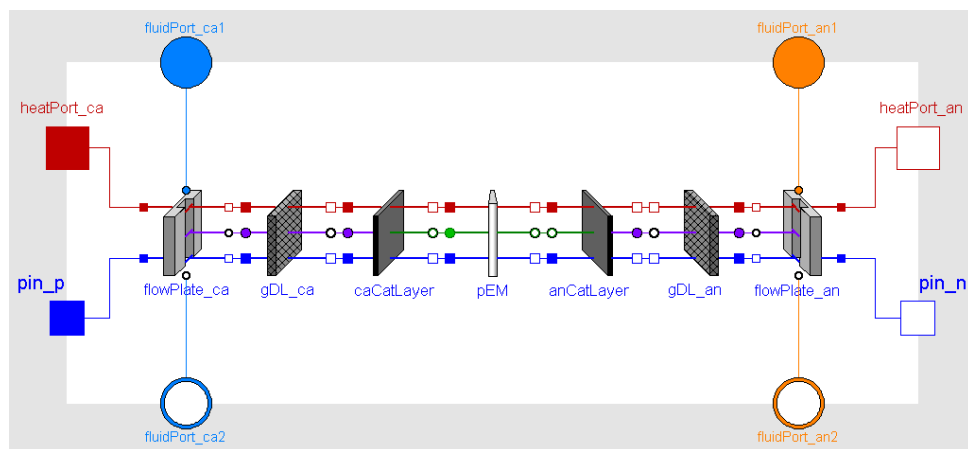 fluidPort_ca1
fluidPort_an1
heatPort_ca
heatPort_an
pin_p
flowPlate_ca
gDL_ca
caCatLayer
pEM
anCatLayer
gDL_an
flowPlate_an
pin_n
fluidPort_ca2
fluidPort_an2